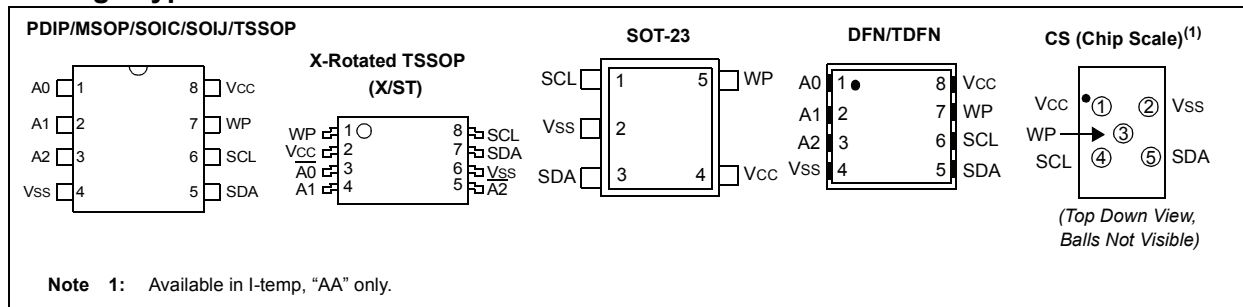 PDIP/MSOP/SOIC/SOIJ/TSSOP
A0 1 8 VCC
A1 2 7 WP
A2 3 6 SCL
VSS 4 5 SDA
X-Rotated TSSOP
(X/ST)
WP 1 8 SCL
VCC 2 7 SDA
A0 3 6 VSS
A1 4 5 A2
SOT-23
SCL 1 5 WP
VSS 2
SDA 3 4 VCC
DFN/TDFN
A0 1 8 VCC
A1 2 7 WP
A2 3 6 SCL
VSS 4 5 SDA
CS (Chip Scale)(1)
VCC 1 2 VSS
WP 3
SCL 4 5 SDA
(Top Down View,
Balls Not Visible)
Note 1: Available in I-temp, “AA” only.